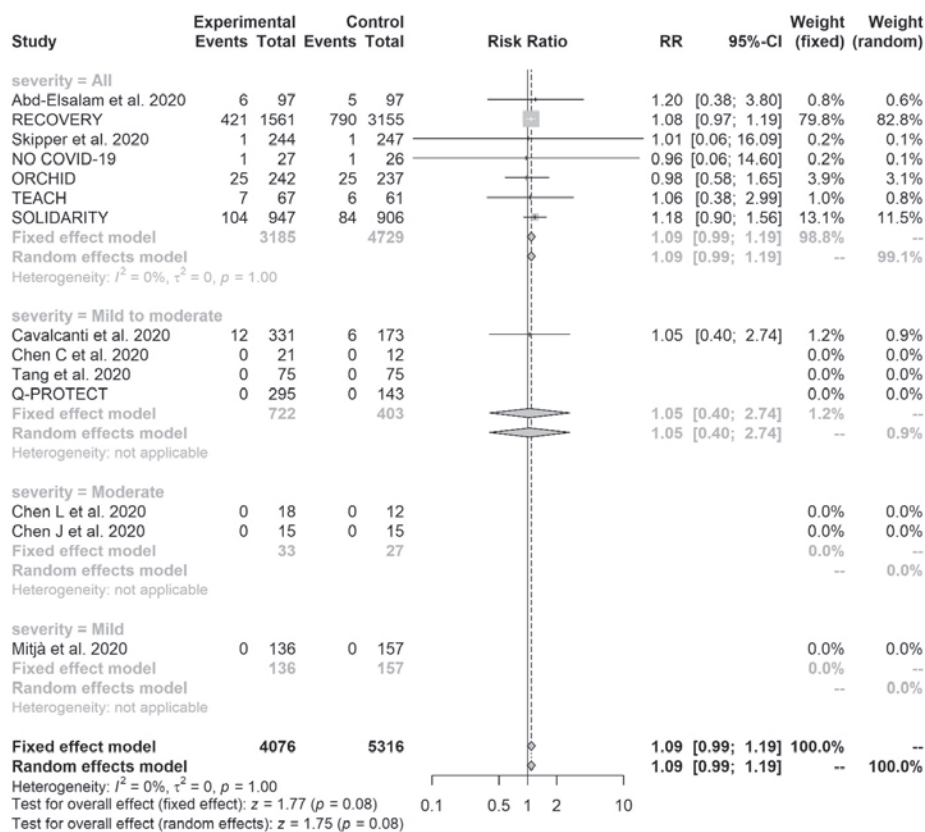 Experimental Control Weight Weight
Study Events Total Events Total Risk Ratio RR 95%-CI (fixed) (random)
severity = All
Abd-Elsalam et al. 2020 6 97 5 97 1.20 [0.38; 3.80] 0.8% 0.6%
RECOVERY 421 1561 790 3155 1.08 [0.97; 1.19] 79.8% 82.8%
Skipper et al. 2020 1 244 1 247 1.01 [0.06; 16.09] 0.2% 0.1%
NO COVID-19 1 27 1 26 0.96 [0.06; 14.60] 0.2% 0.1%
ORCHID 25 242 25 237 0.98 [0.58; 1.65] 3.9% 3.1%
TEACH 7 67 6 61 1.06 [0.38; 2.99] 1.0% 0.8%
SOLIDARITY 104 947 84 906 1.18 [0.90; 1.56] 13.1% 11.5%
Fixed effect model 3185 4729 1.09 [0.99; 1.19] 98.8% --
Random effects model 1.09 [0.99; 1.19] -- 99.1%
Heterogeneity: I² = 0%, τ² = 0, p = 1.00
severity = Mild to moderate
Cavalcanti et al. 2020 12 331 6 173 1.05 [0.40; 2.74] 1.2% 0.9%
Chen C et al. 2020 0 21 0 12 0.0% 0.0%
Tang et al. 2020 0 75 0 75 0.0% 0.0%
Q-PROTECT 0 295 0 143 0.0% 0.0%
Fixed effect model 722 403 1.05 [0.40; 2.74] 1.2% --
Random effects model 1.05 [0.40; 2.74] -- 0.9%
Heterogeneity: not applicable
severity = Moderate
Chen L et al. 2020 0 18 0 12 0.0% 0.0%
Chen J et al. 2020 0 15 0 15 0.0% 0.0%
Fixed effect model 33 27 0.0% --
Random effects model -- 0.0%
Heterogeneity: not applicable
severity = Mild
Mitjà et al. 2020 0 136 0 157 0.0% 0.0%
Fixed effect model 136 157 0.0% --
Random effects model -- 0.0%
Heterogeneity: not applicable
Fixed effect model 4076 5316 1.09 [0.99; 1.19] 100.0% --
Random effects model 1.09 [0.99; 1.19] -- 100.0%
Heterogeneity: I² = 0%, τ² = 0, p = 1.00
Test for overall effect (fixed effect): z = 1.77 (p = 0.08) 0.1 0.5 1 2 10
Test for overall effect (random effects): z = 1.75 (p = 0.08)